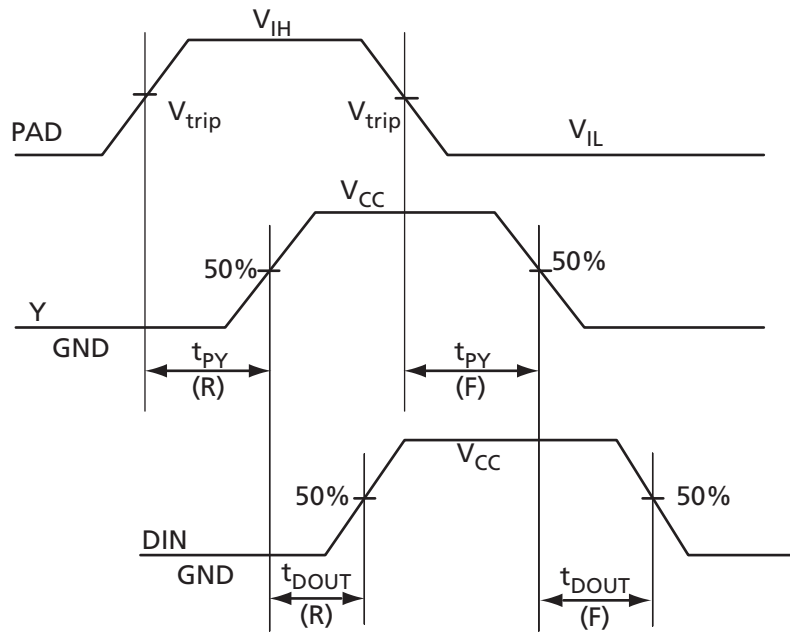 V_IH
V_trip
V_trip
PAD
V_IL
V_CC
50%
50%
Y
GND
t_PY
(R)
t_PY
(F)
V_CC
50%
50%
DIN
GND
t_DOUT
(R)
t_DOUT
(F)